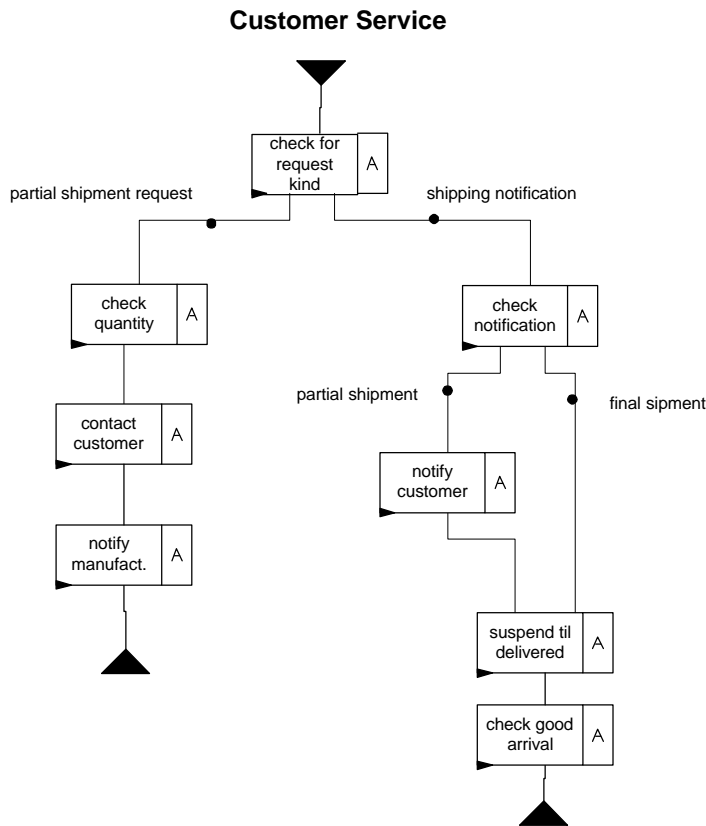 Customer Service
check for
request
kind
A
partial shipment request
shipping notification
check
quantity
A
check
notification
A
partial shipment
final sipment
contact
customer
A
notify
customer
A
notify
manufact.
A
suspend til
delivered
A
check good
arrival
A